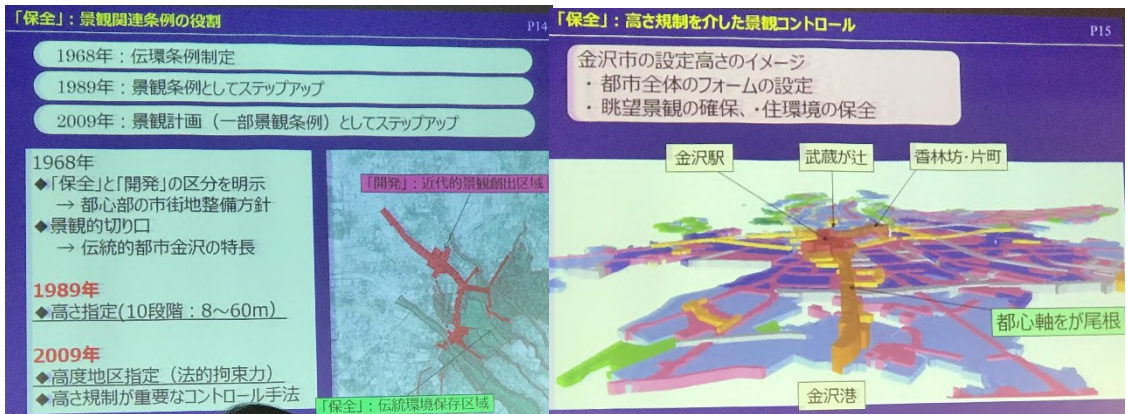 「保全」：景観関連条例の役割
P14
1968年：伝環条例制定
1989年：景観条例としてステップアップ
2009年：景観計画（一部景観条例）としてステップアップ
1968年
◆「保全」と「開発」の区分を明示
→ 都心部の市街地整備方針
◆景観的切り口
→ 伝統的都市金沢の特長
1989年
◆高さ指定(10段階：8～60m）
2009年
◆高度地区指定（法的拘束力）
◆高さ規制が重要なコントロール手法
「開発」：近代的景観創出区域
「保全」：伝統環境保存区域
「保全」：高さ規制を介した景観コントロール
P15
金沢市の設定高さのイメージ
・ 都市全体のフォームの設定
・ 眺望景観の確保、・住環境の保全
金沢駅
武蔵が辻
香林坊・片町
都心軸をが尾根
金沢港